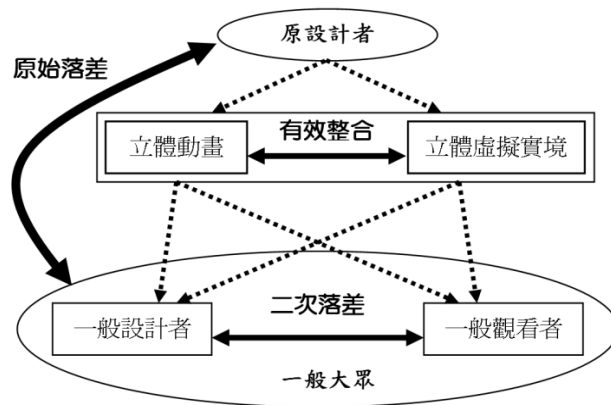 原設計者
原始落差
有效整合
立體動畫
立體虛擬實境
二次落差
一般設計者
一般觀看者
一般大眾